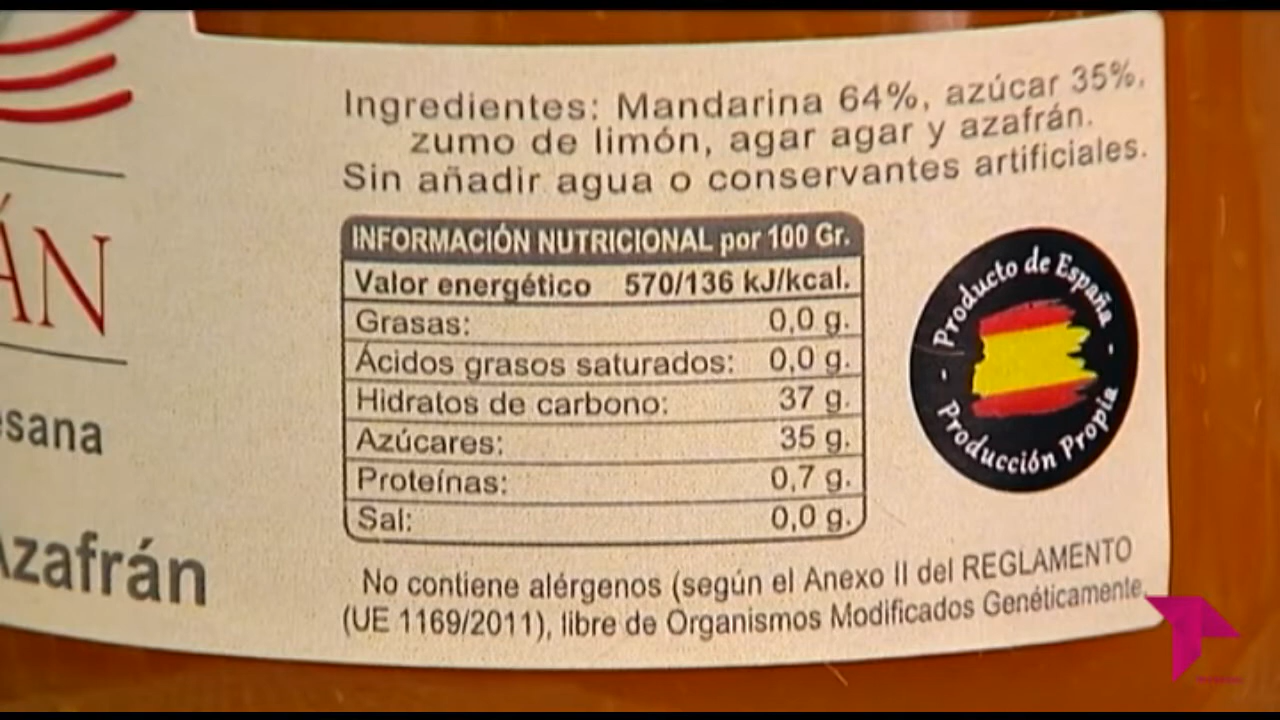 ÁN
esana
Azafrán
Ingredientes: Mandarina 64%, azúcar 35%,
zumo de limón, agar agar y azafrán.
Sin añadir agua o conservantes artificiales.
INFORMACIÓN NUTRICIONAL por 100 Gr.
Valor energético 570/136 kJ/kcal.
Grasas: 0,0 g.
Ácidos grasos saturados: 0,0 g.
Hidratos de carbono: 37 g.
Azúcares: 35 g.
Proteínas: 0,7 g.
Sal: 0,0 g.
- Producto de España -
Producción Propia
No contiene alérgenos (según el Anexo II del REGLAMENTO
(UE 1169/2011), libre de Organismos Modificados Genéticamente.